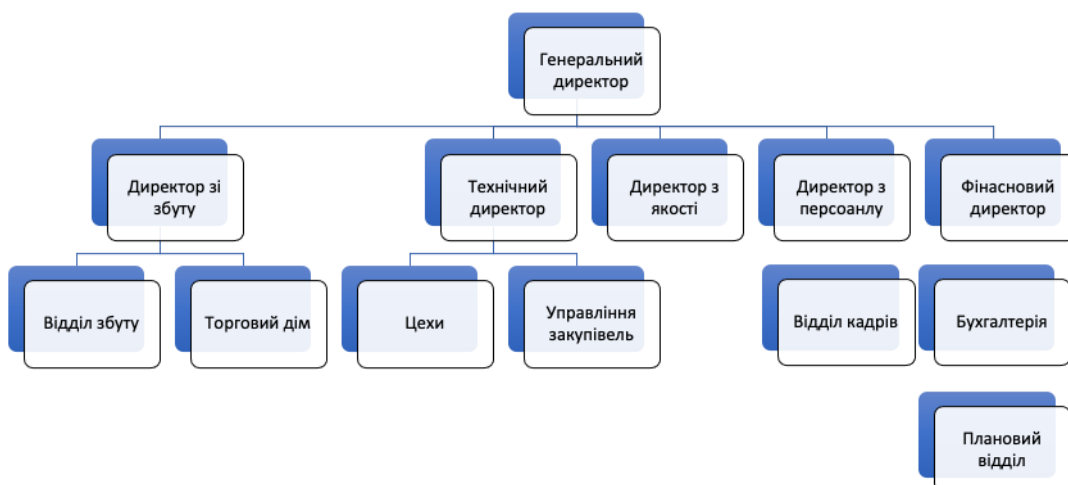 Генеральний
директор
Директор зі
збуту
Технічний
директор
Директор з
якості
Директор з
персоанлу
Фінасновий
директор
Відділ збуту
Торговий дім
Цехи
Управління
закупівель
Відділ кадрів
Бухгалтерія
Плановий
відділ